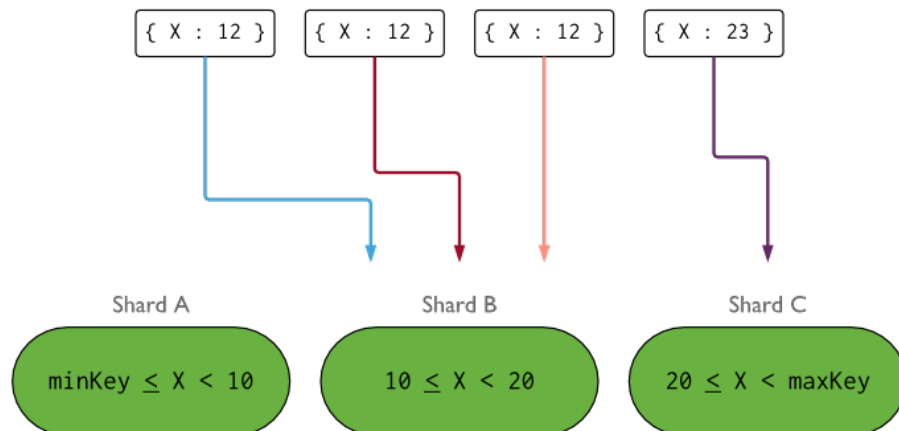 { X : 12 } { X : 12 } { X : 12 } { X : 23 }
Shard A Shard B Shard C
minKey ≤ X < 10 10 ≤ X < 20 20 ≤ X < maxKey